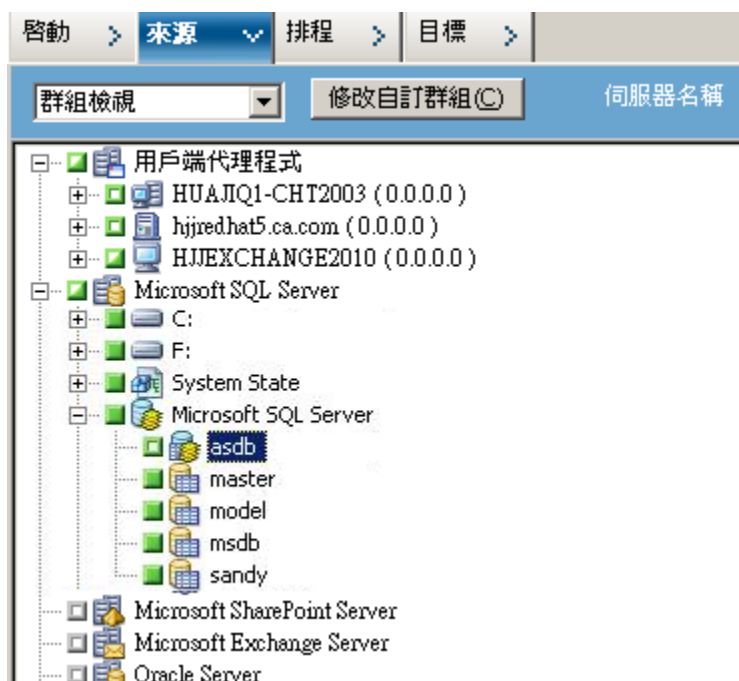 啓動 來源 排程 目標
群組檢視 修改自訂群組(C) 伺服器名稱
用戶端代理程式
HUAJIQ1-CHT2003 ( 0.0.0.0 )
hjjredhat5.ca.com ( 0.0.0.0 )
HJJEXCHANGE2010 ( 0.0.0.0 )
Microsoft SQL Server
C:
F:
System State
Microsoft SQL Server
asdb
master
model
msdb
sandy
Microsoft SharePoint Server
Microsoft Exchange Server
Oracle Server